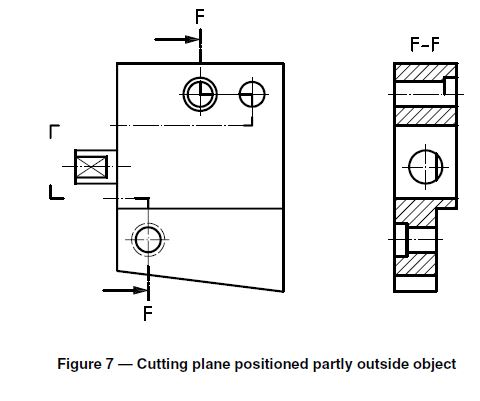 F
F-F
F
Figure 7 — Cutting plane positioned partly outside object